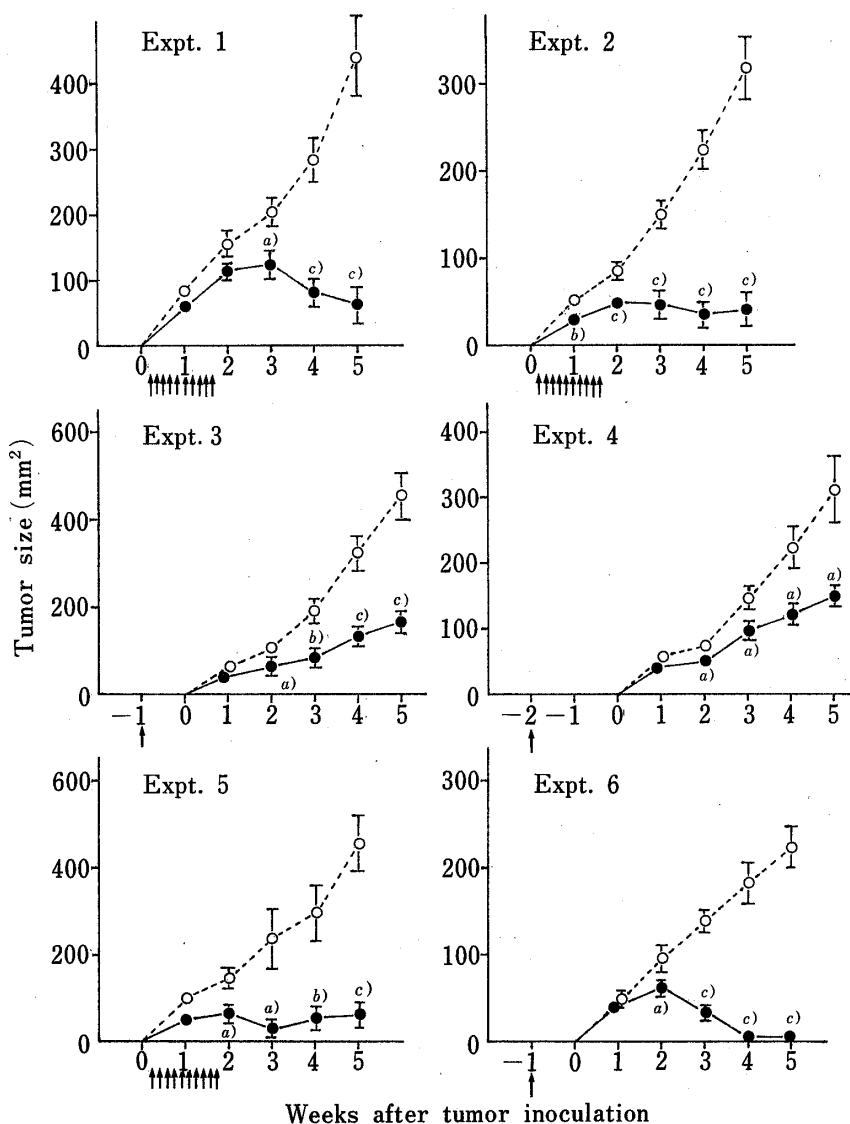 Expt. 1
Expt. 2
400
300
200
100
0
a)
c)
c)
0 1 2 3 4 5
300
200
100
0
b)
c)
c)
c)
c)
0 1 2 3 4 5
Expt. 3
Expt. 4
600
400
200
0
a)
b)
c)
c)
−1 0 1 2 3 4 5
400
300
200
100
0
a)
a)
a)
a)
−2 −1 0 1 2 3 4 5
Expt. 5
Expt. 6
600
400
200
0
a)
a)
b)
c)
0 1 2 3 4 5
300
200
100
0
a)
c)
c)
c)
−1 0 1 2 3 4 5
Tumor size (mm²)
Weeks after tumor inoculation